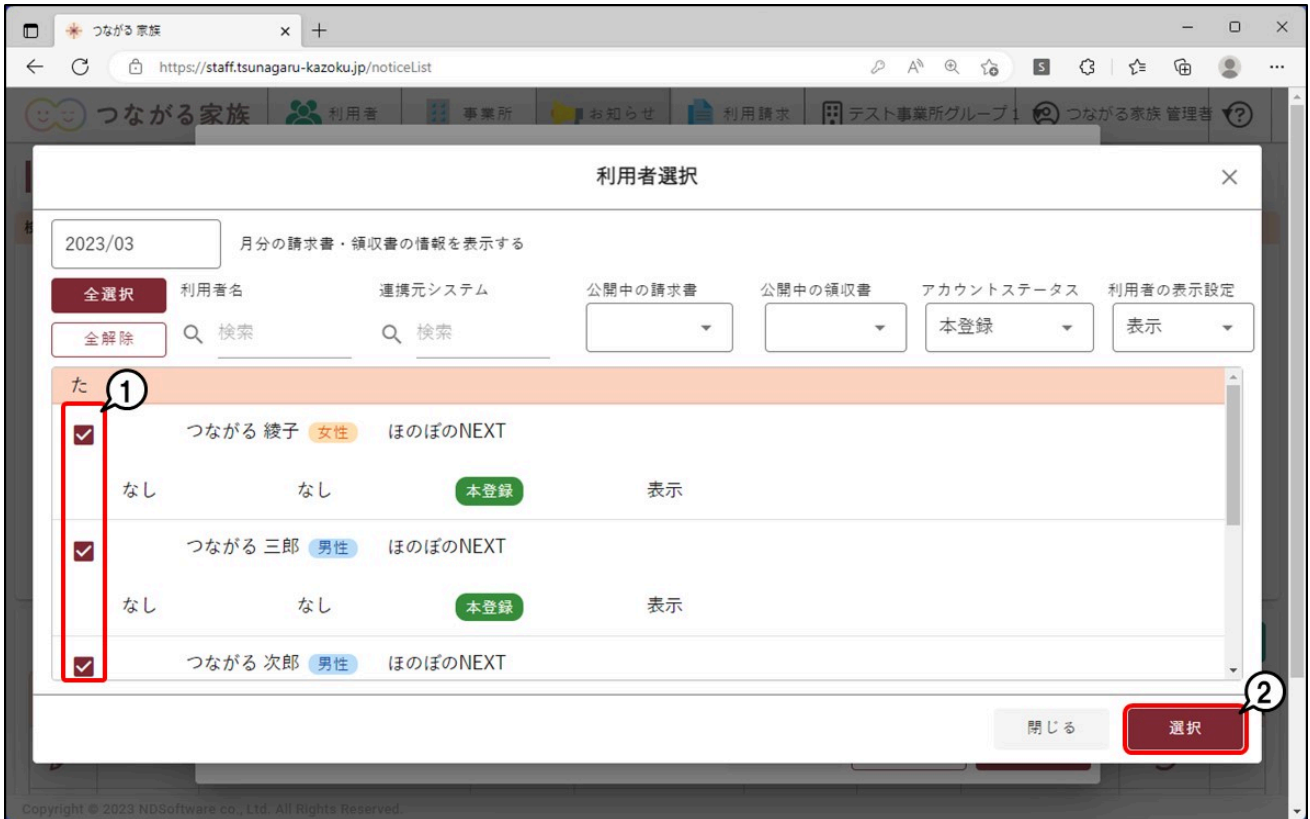 つながる 家族
https://staff.tsunagaru-kazoku.jp/noticeList
つながる家族 利用者 事業所 お知らせ 利用請求 テスト事業所グループ1 つながる家族 管理者
利用者選択
2023/03 月分の請求書・領収書の情報を表示する
全選択 利用者名 連携元システム 公開中の請求書 公開中の領収書 アカウントステータス 利用者の表示設定
全解除 検索 検索 本登録 表示
た
①
つながる 綾子 女性 ほのぼのNEXT
なし なし 本登録 表示
つながる 三郎 男性 ほのぼのNEXT
なし なし 本登録 表示
つながる 次郎 男性 ほのぼのNEXT
②
閉じる 選択
Copyright © 2023 NDSoftware co., Ltd. All Rights Reserved.